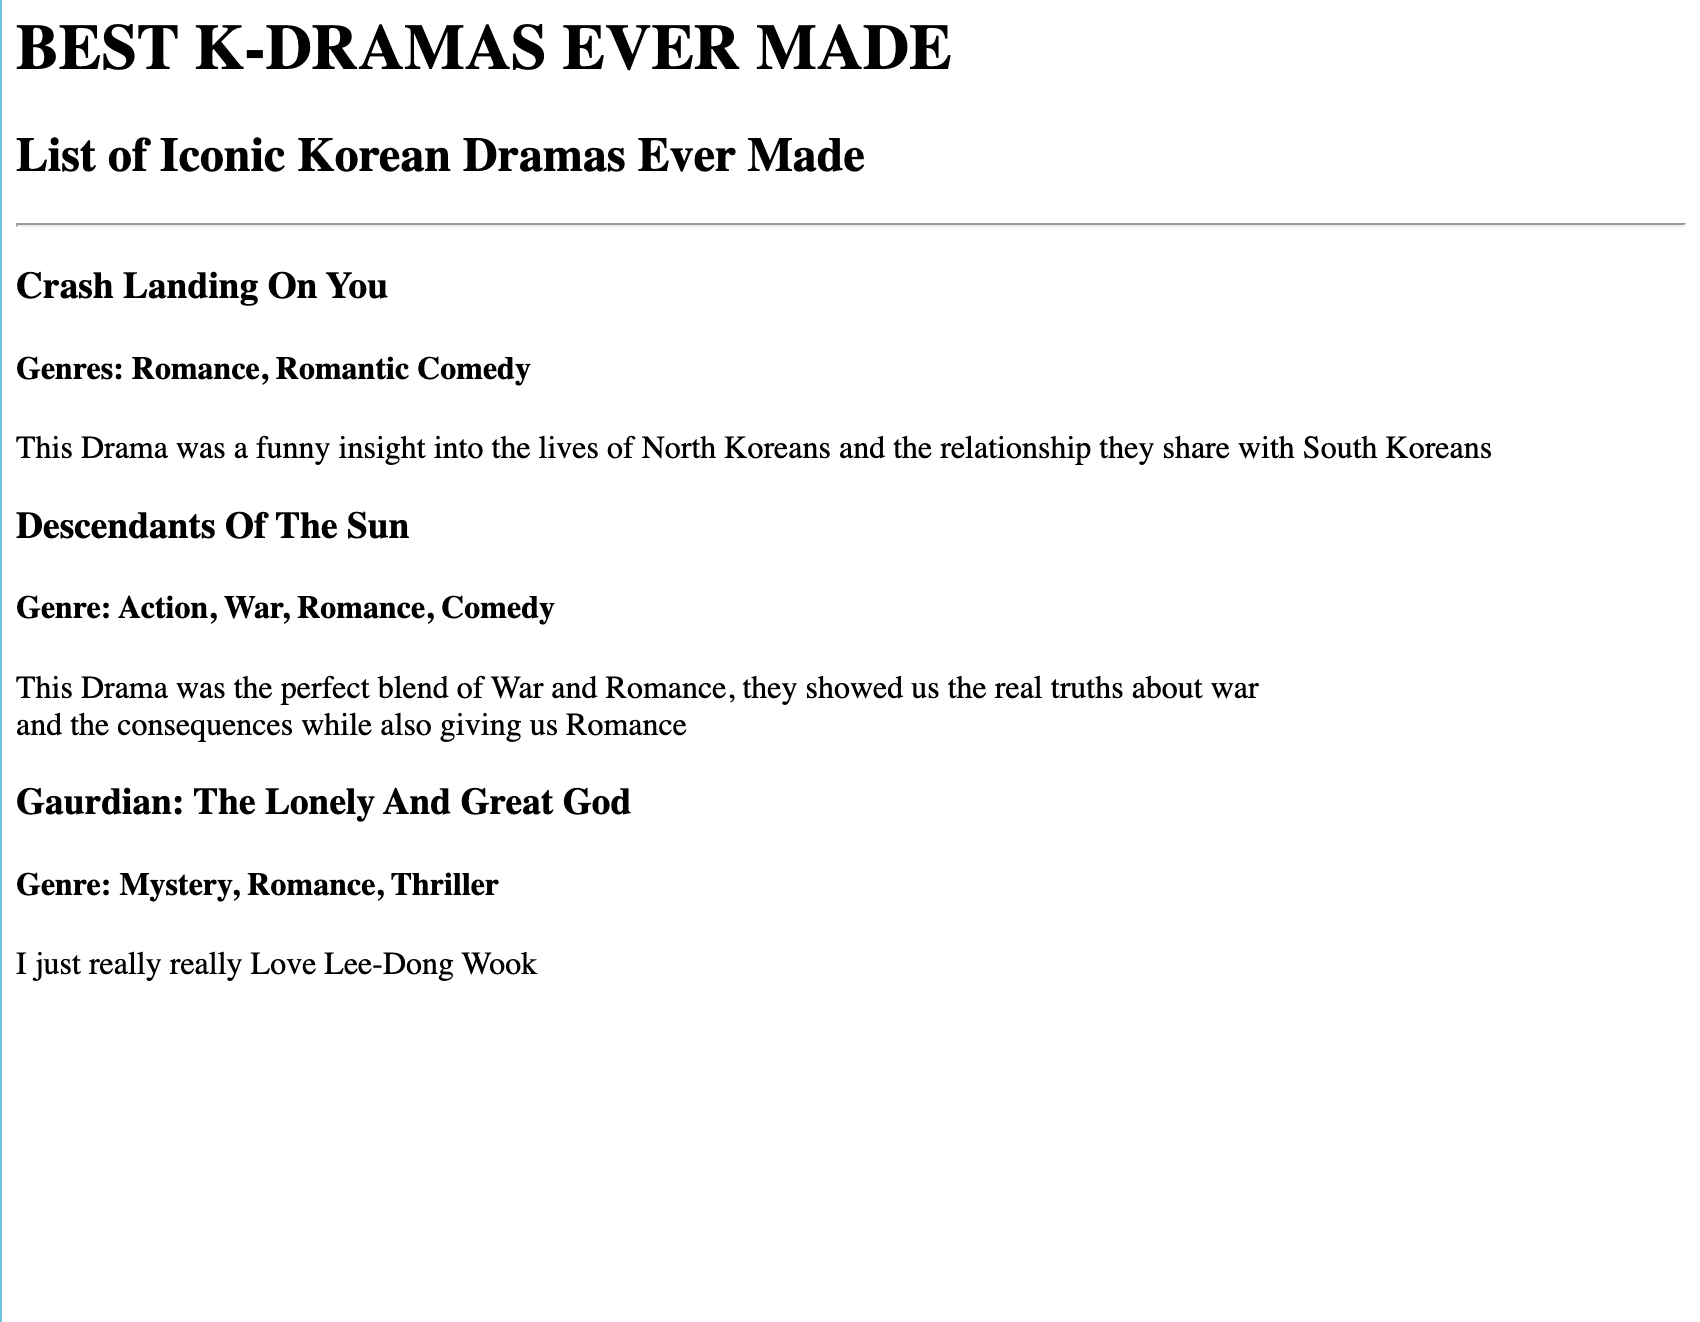 BEST K-DRAMAS EVER MADE
List of Iconic Korean Dramas Ever Made
Crash Landing On You
Genres: Romance, Romantic Comedy
This Drama was a funny insight into the lives of North Koreans and the relationship they share with South Koreans
Descendants Of The Sun
Genre: Action, War, Romance, Comedy
This Drama was the perfect blend of War and Romance, they showed us the real truths about war
and the consequences while also giving us Romance
Gaurdian: The Lonely And Great God
Genre: Mystery, Romance, Thriller
I just really really Love Lee-Dong Wook